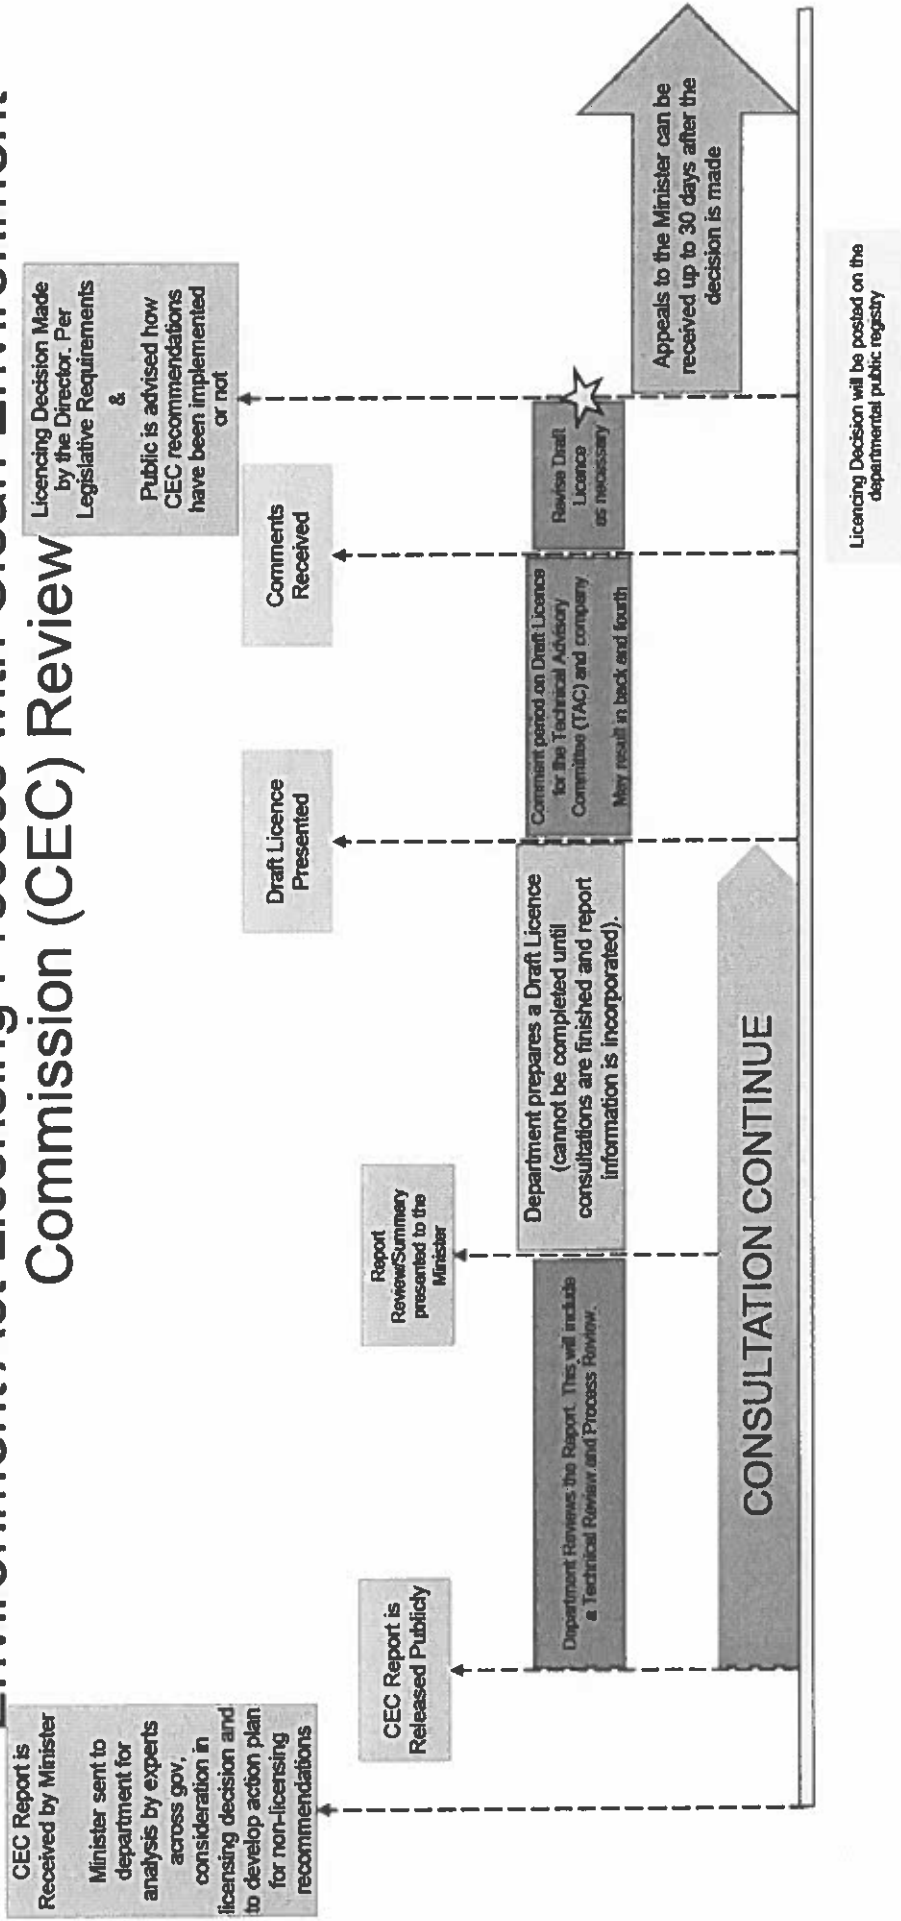 Commission (CEC) Review
CEC Report is
Received by Minister
Minister sent to
department for
analysis by experts
across gov,
consideration in
licensing decision and
to develop action plan
for non-licensing
recommendations
CEC Report is
Released Publicly
Report
Review/Summary
presented to the
Minister
Draft Licence
Presented
Comments
Received
Licencing Decision Made
by the Director. Per
Legislative Requirements
&
Public is advised how
CEC recommendations
have been implemented
or not
Department Reviews the Report. This will include
a Technical Review and Process Review.
Department prepares a Draft Licence
(cannot be completed until
consultations are finished and report
information is incorporated).
Comment period on Draft Licence
for the Technical Advisory
Committee (TAC) and company
May result in back and fourth
Revise Draft
Licence
as necessary
Appeals to the Minister can be
received up to 30 days after the
decision is made
CONSULTATION CONTINUE
Licencing Decision will be posted on the
departmental public registry